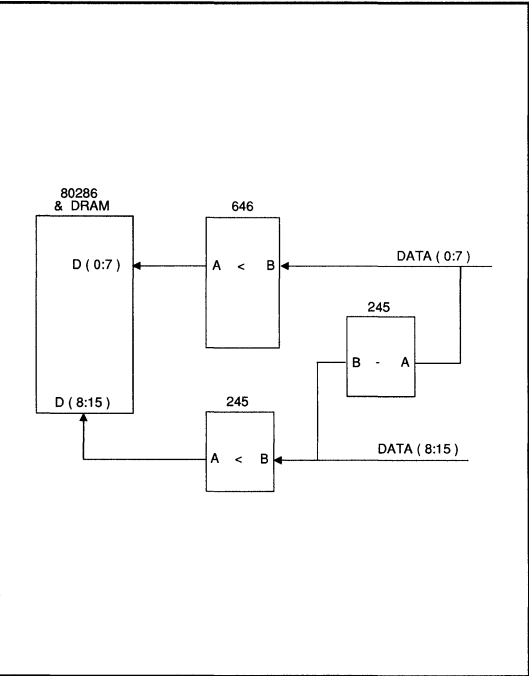 80286
& DRAM
646
D ( 0:7 )
A < B
DATA ( 0:7 )
245
B - A
D ( 8:15 )
245
A < B
DATA ( 8:15 )